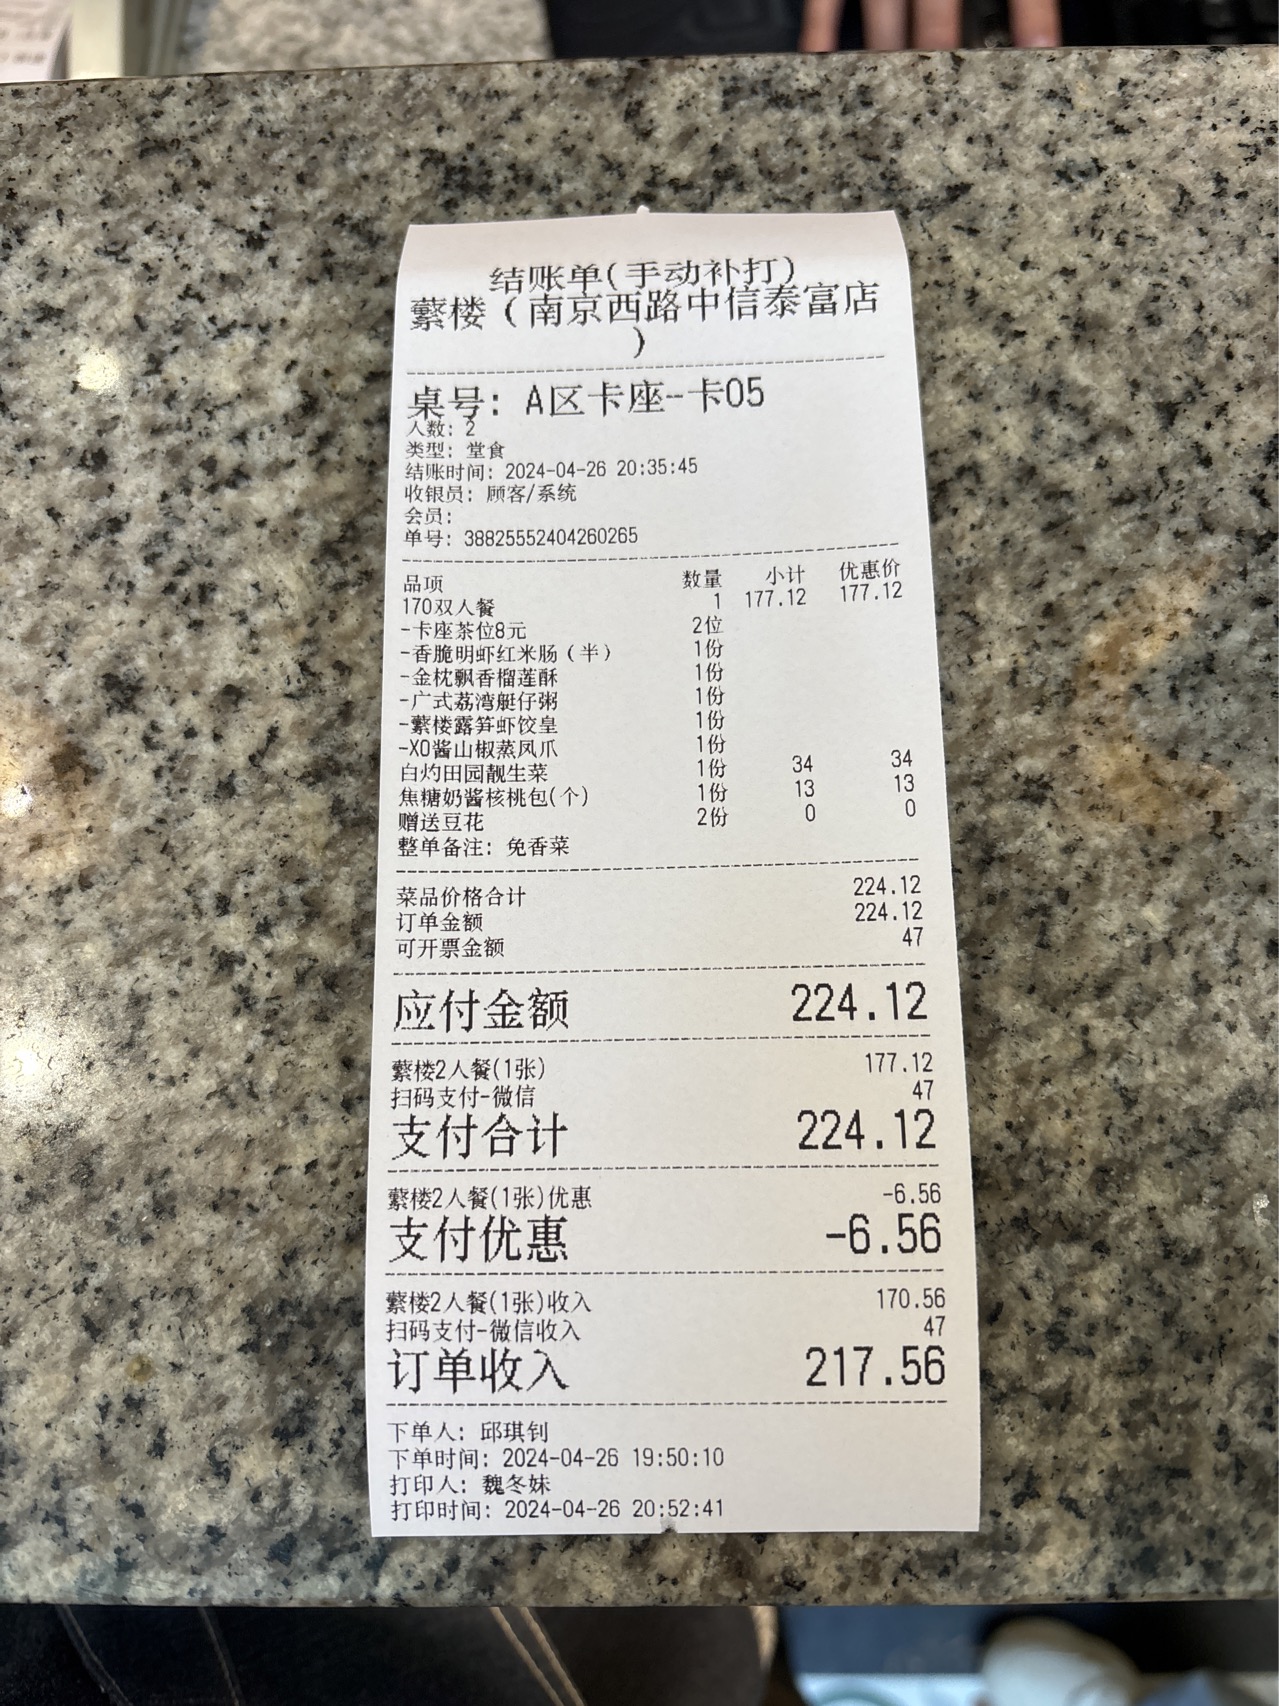 结账单(手动补打)
蘩楼（南京西路中信泰富店
）
桌号: A区卡座-卡05
人数: 2
类型: 堂食
结账时间: 2024-04-26 20:35:45
收银员: 顾客/系统
会员:
单号: 38825552404260265
品项 数量 小计 优惠价
170双人餐 1 177.12 177.12
-卡座茶位8元 2位
-香脆明虾红米肠（半） 1份
-金枕飘香榴莲酥 1份
-广式荔湾艇仔粥 1份
-蘩楼露笋虾饺皇 1份
-XO酱山椒蒸凤爪 1份
白灼田园靓生菜 1份 34 34
焦糖奶酱核桃包(个) 1份 13 13
赠送豆花 2份 0 0
整单备注: 免香菜
菜品价格合计 224.12
订单金额 224.12
可开票金额 47
应付金额 224.12
蘩楼2人餐(1张) 177.12
扫码支付-微信 47
支付合计 224.12
蘩楼2人餐(1张)优惠 -6.56
支付优惠 -6.56
蘩楼2人餐(1张)收入 170.56
扫码支付-微信收入 47
订单收入 217.56
下单人: 邱琪钊
下单时间: 2024-04-26 19:50:10
打印人: 魏冬妹
打印时间: 2024-04-26 20:52:41